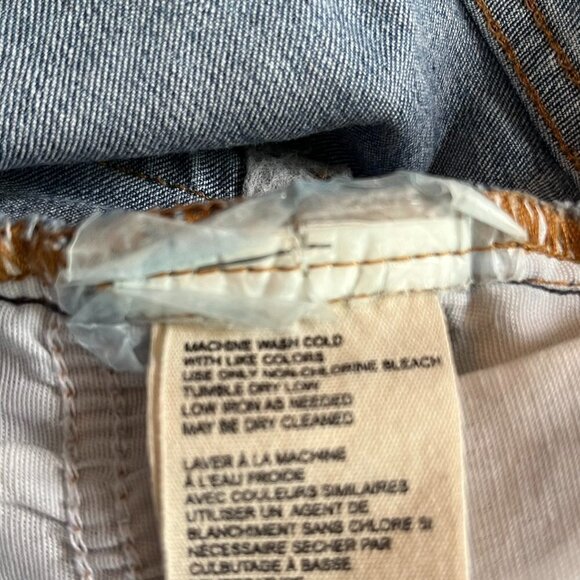 MACHINE WASH COLD
WITH LIKE COLORS
USE ONLY NON-CHLORINE BLEACH
TUMBLE DRY LOW
LOW IRON AS NEEDED
MAY BE DRY CLEANED
LAVER À LA MACHINE
À L'EAU FROIDE
AVEC COULEURS SIMILAIRES
UTILISER UN AGENT DE
BLANCHIMENT SANS CHLORE SI
NÉCESSAIRE SÉCHER PAR
CULBUTAGE À BASSE